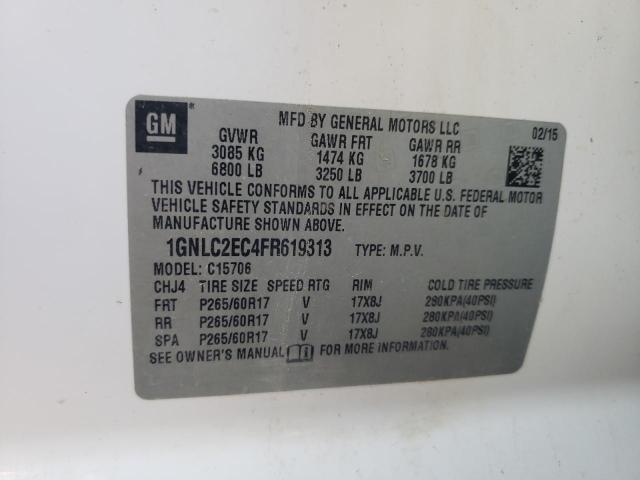 GM
MFD BY GENERAL MOTORS LLC 02/15
GVWR GAWR FRT GAWR RR
3085 KG 1474 KG 1678 KG
6800 LB 3250 LB 3700 LB
THIS VEHICLE CONFORMS TO ALL APPLICABLE U.S. FEDERAL MOTOR
VEHICLE SAFETY STANDARDS IN EFFECT ON THE DATE OF
MANUFACTURE SHOWN ABOVE.
1GNLC2EC4FR619313 TYPE: M.P.V.
MODEL: C15706
CHJ4 TIRE SIZE SPEED RTG RIM COLD TIRE PRESSURE
FRT P265/60R17 V 17X8J 280KPA(40PSI)
RR P265/60R17 V 17X8J 280KPA(40PSI)
SPA P265/60R17 V 17X8J 280KPA(40PSI)
SEE OWNER'S MANUAL FOR MORE INFORMATION.